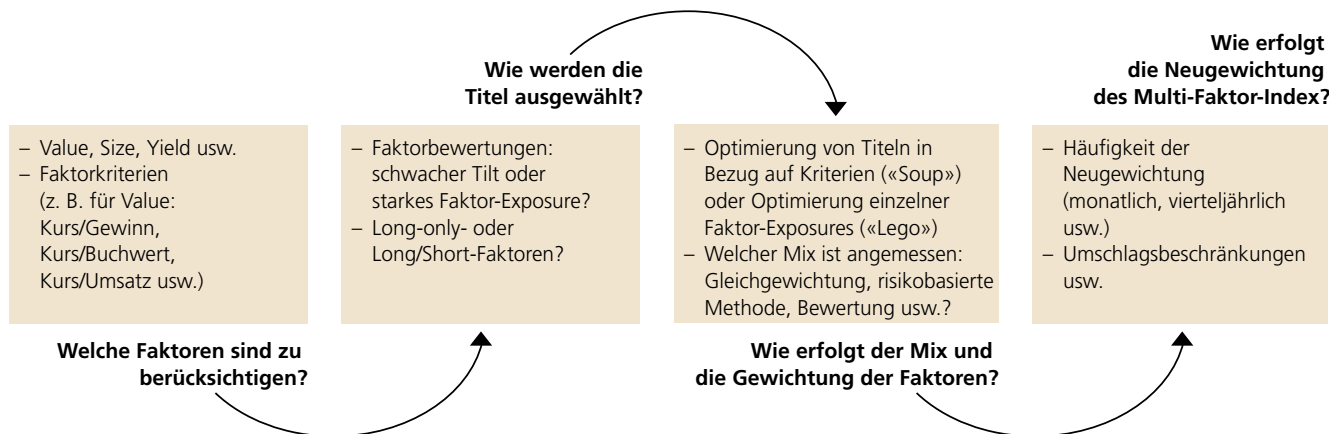 Welche Faktoren sind zu
berücksichtigen?
– Value, Size, Yield usw.
– Faktorkriterien
(z. B. für Value:
Kurs/Gewinn,
Kurs/Buchwert,
Kurs/Umsatz usw.)
Wie werden die
Titel ausgewählt?
– Faktorbewertungen:
schwacher Tilt oder
starkes Faktor-Exposure?
– Long-only- oder
Long/Short-Faktoren?
Wie erfolgt der Mix und
die Gewichtung der Faktoren?
– Optimierung von Titeln in
Bezug auf Kriterien («Soup»)
oder Optimierung einzelner
Faktor-Exposures («Lego»)
– Welcher Mix ist angemessen:
Gleichgewichtung, risikobasierte
Methode, Bewertung usw.?
Wie erfolgt
die Neugewichtung
des Multi-Faktor-Index?
– Häufigkeit der
Neugewichtung
(monatlich, vierteljährlich
usw.)
– Umschlagsbeschränkungen
usw.